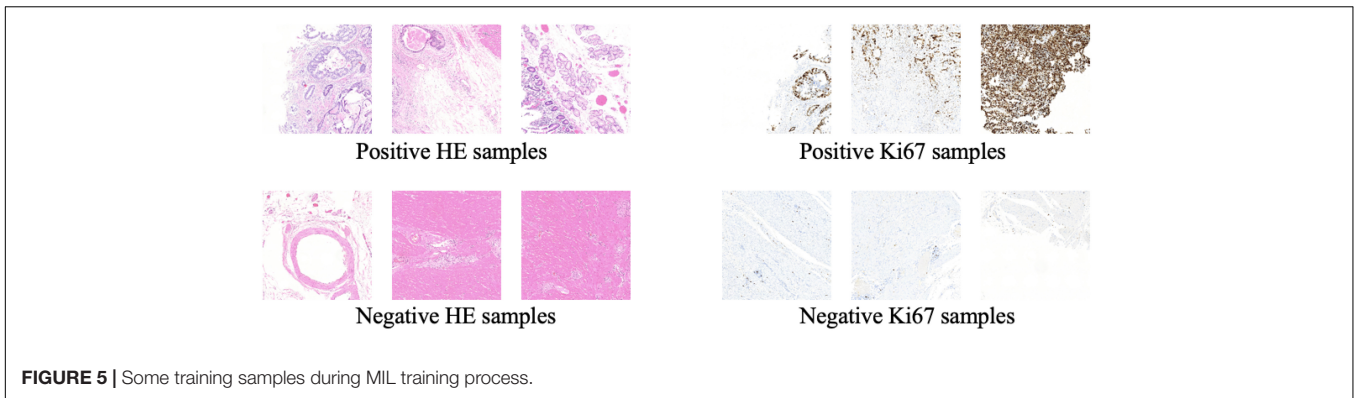 Positive HE samples
Positive Ki67 samples
Negative HE samples
Negative Ki67 samples
FIGURE 5 | Some training samples during MIL training process.